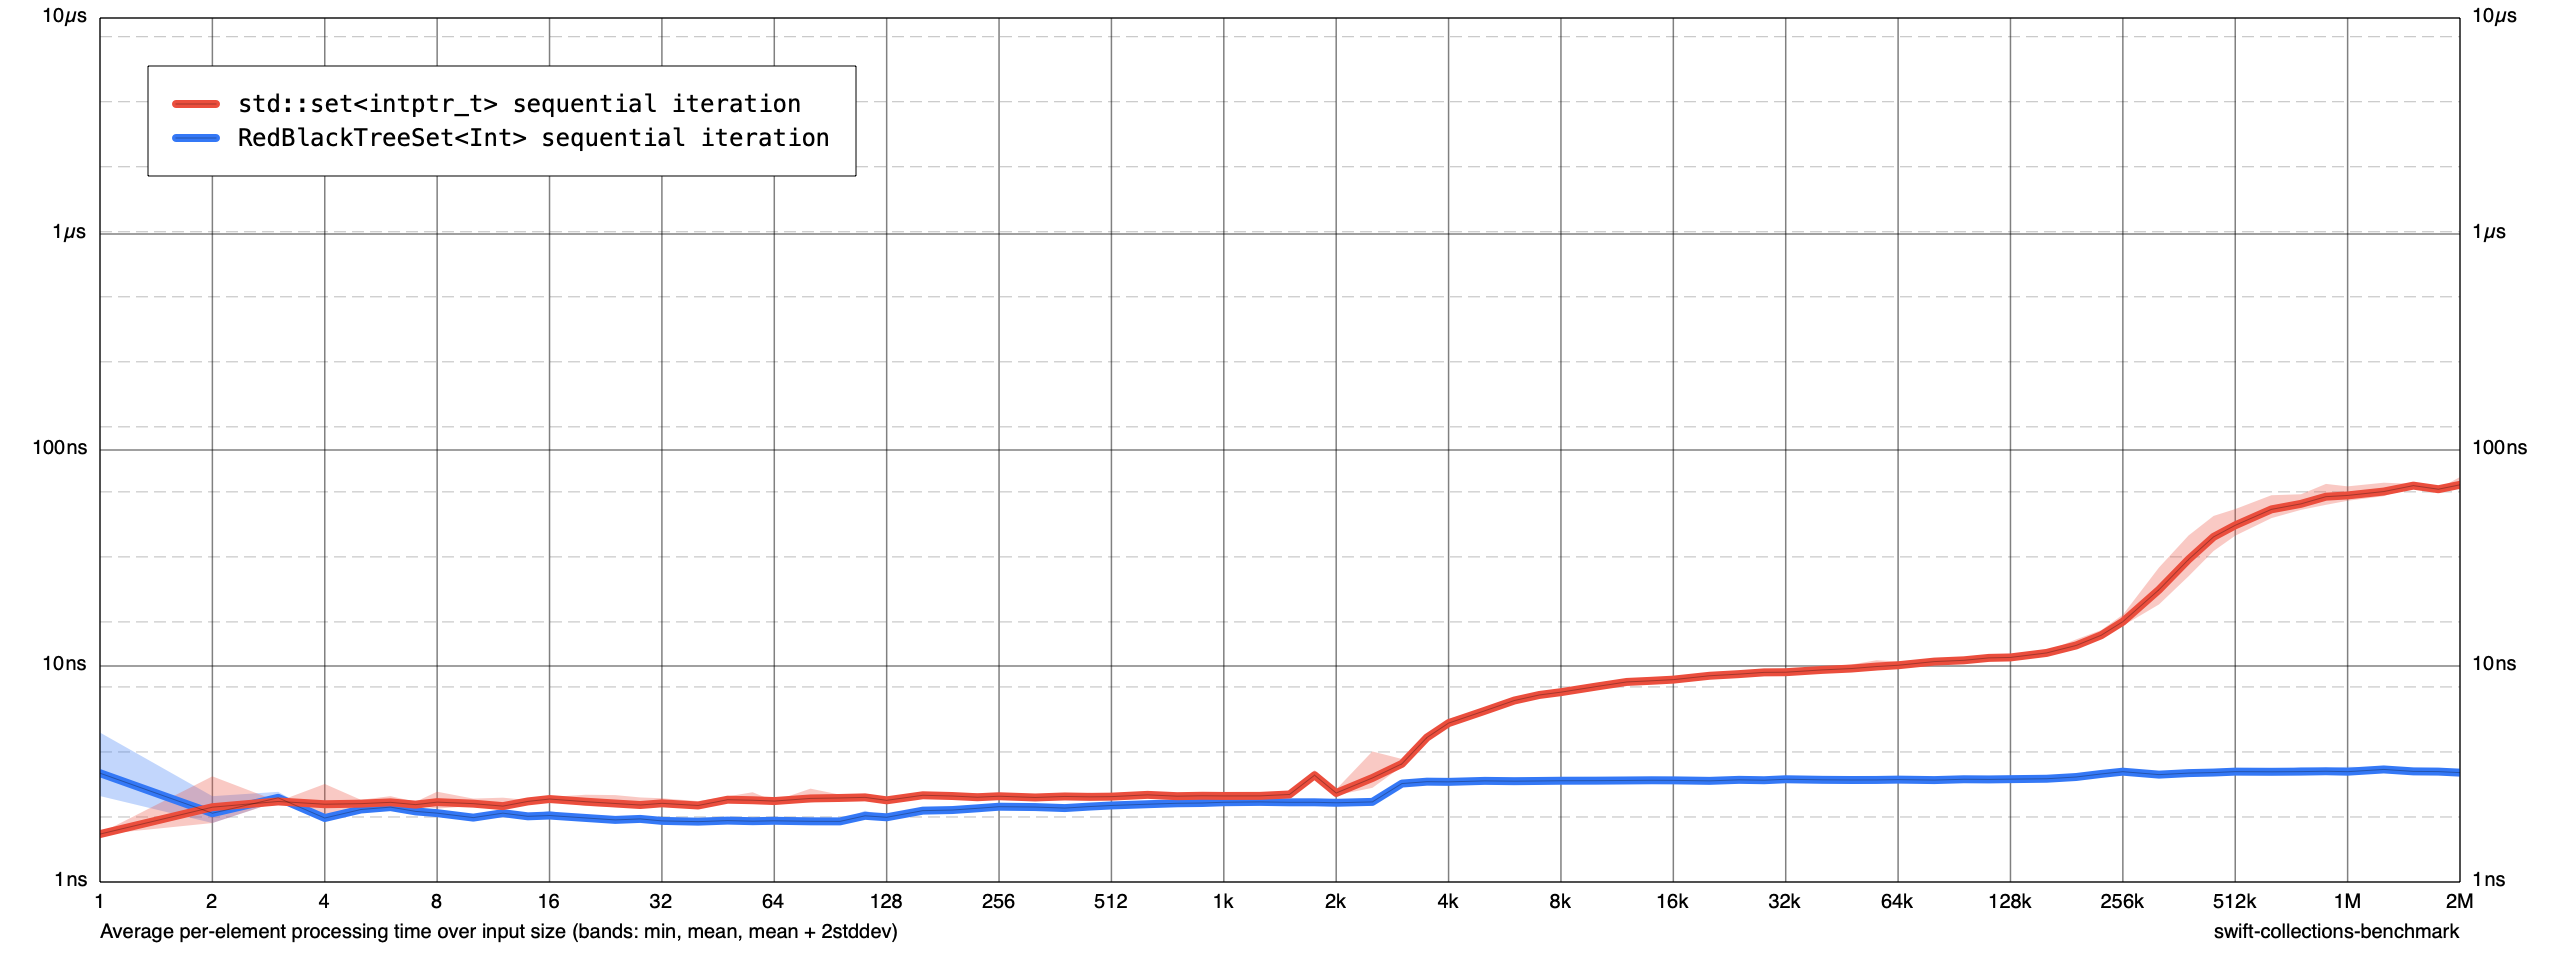 10µs
10µs
std::set<intptr_t> sequential iteration
RedBlackTreeSet<Int> sequential iteration
1µs
1µs
100ns
100ns
10ns
10ns
1ns
1ns
1 2 4 8 16 32 64 128 256 512 1k 2k 4k 8k 16k 32k 64k 128k 256k 512k 1M 2M
Average per-element processing time over input size (bands: min, mean, mean + 2stddev)
swift-collections-benchmark